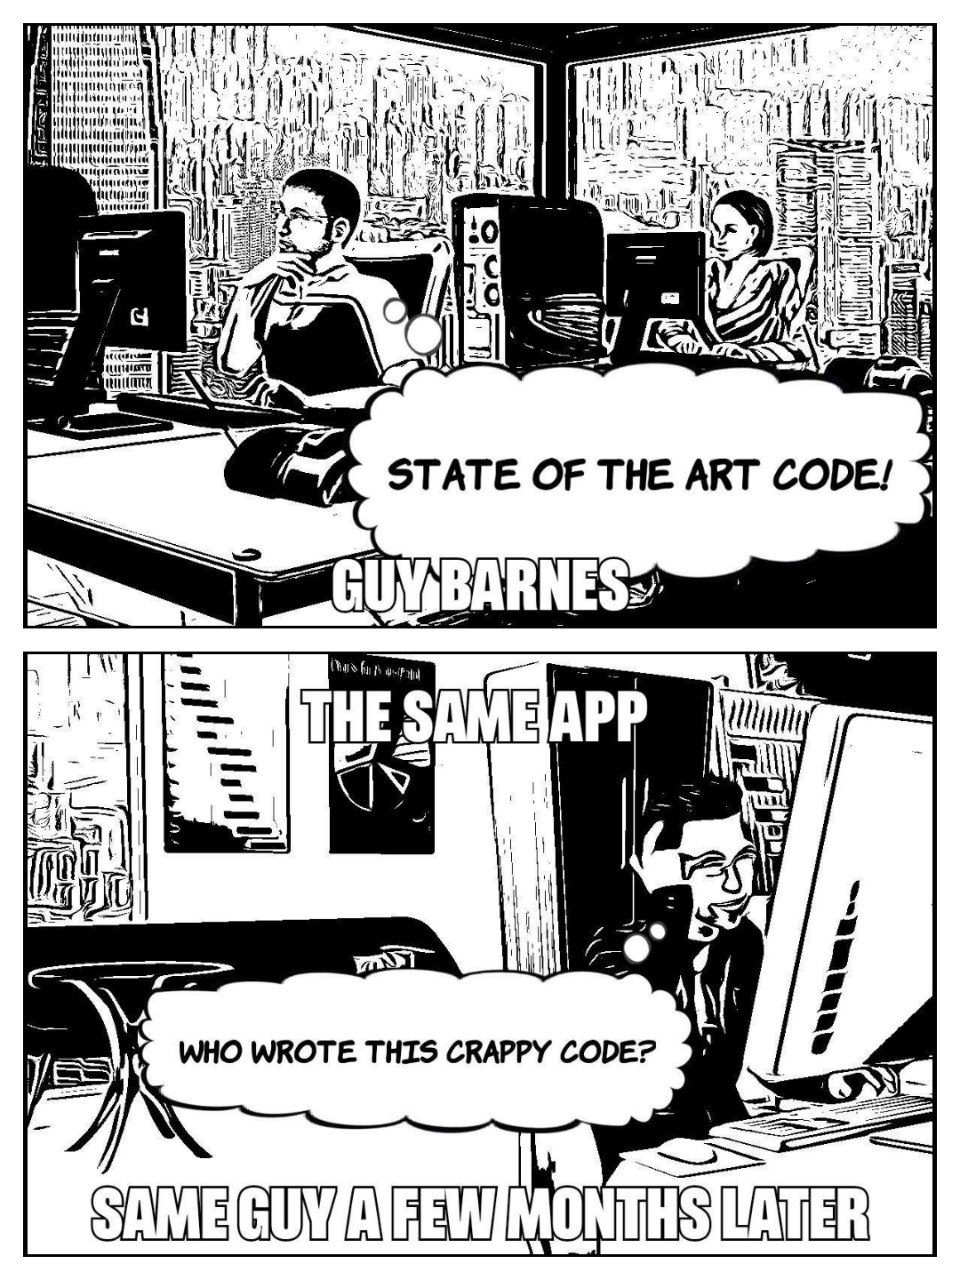 STATE OF THE ART CODE!
GUY BARNES
THE SAME APP
WHO WROTE THIS CRAPPY CODE?
SAME GUY A FEW MONTHS LATER